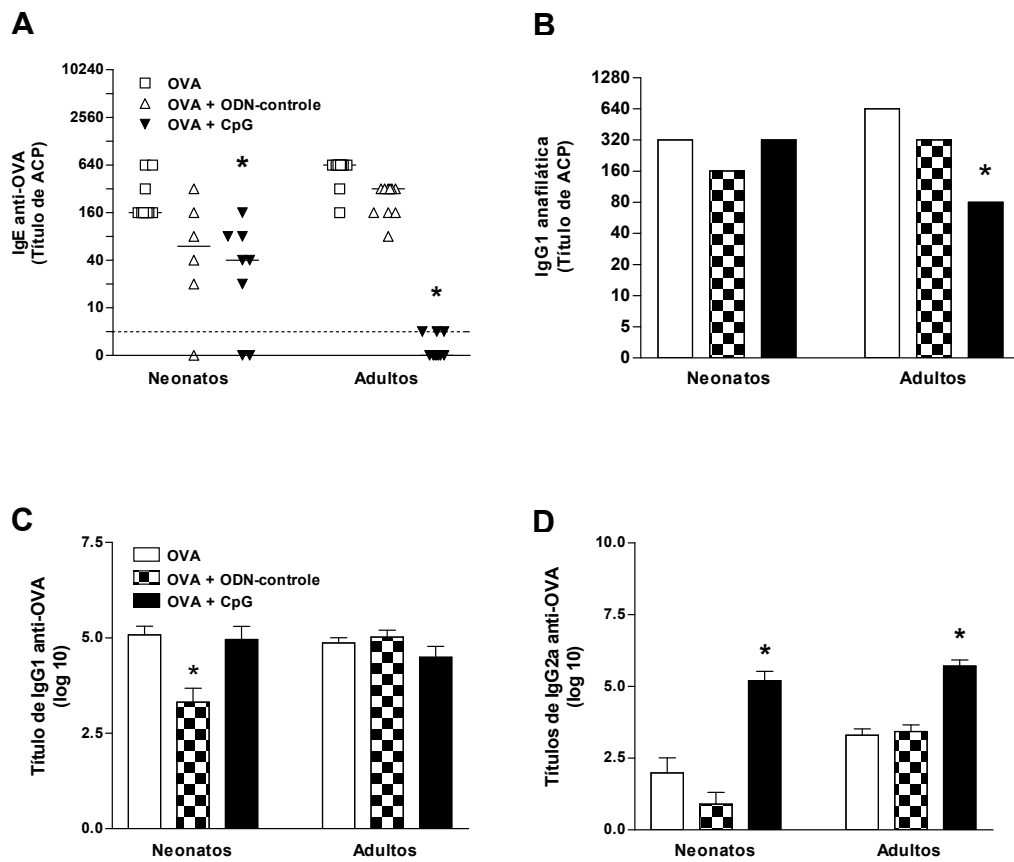 A
IgE anti-OVA
(Título de ACP)
10240
2560
640
160
40
10
0
OVA
OVA + ODN-controle
OVA + CpG
*
*
Neonatos
Adultos
B
IgG1 anafilática
(Título de ACP)
1280
640
320
160
80
40
20
10
5
0
*
Neonatos
Adultos
C
Título de IgG1 anti-OVA
(log 10)
7.5
5.0
2.5
0.0
OVA
OVA + ODN-controle
OVA + CpG
*
Neonatos
Adultos
D
Títulos de IgG2a anti-OVA
(log 10)
10.0
7.5
5.0
2.5
0.0
*
*
Neonatos
Adultos